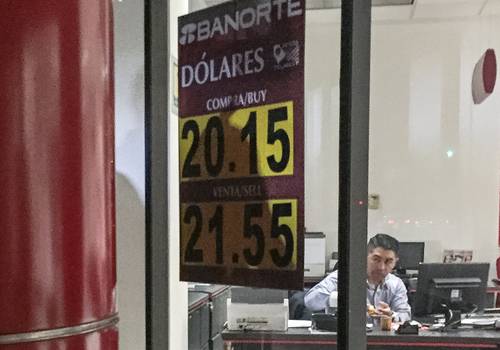 BANORTE
DÓLARES
COMPRA/BUY
20.15
VENTA/SELL
21.55